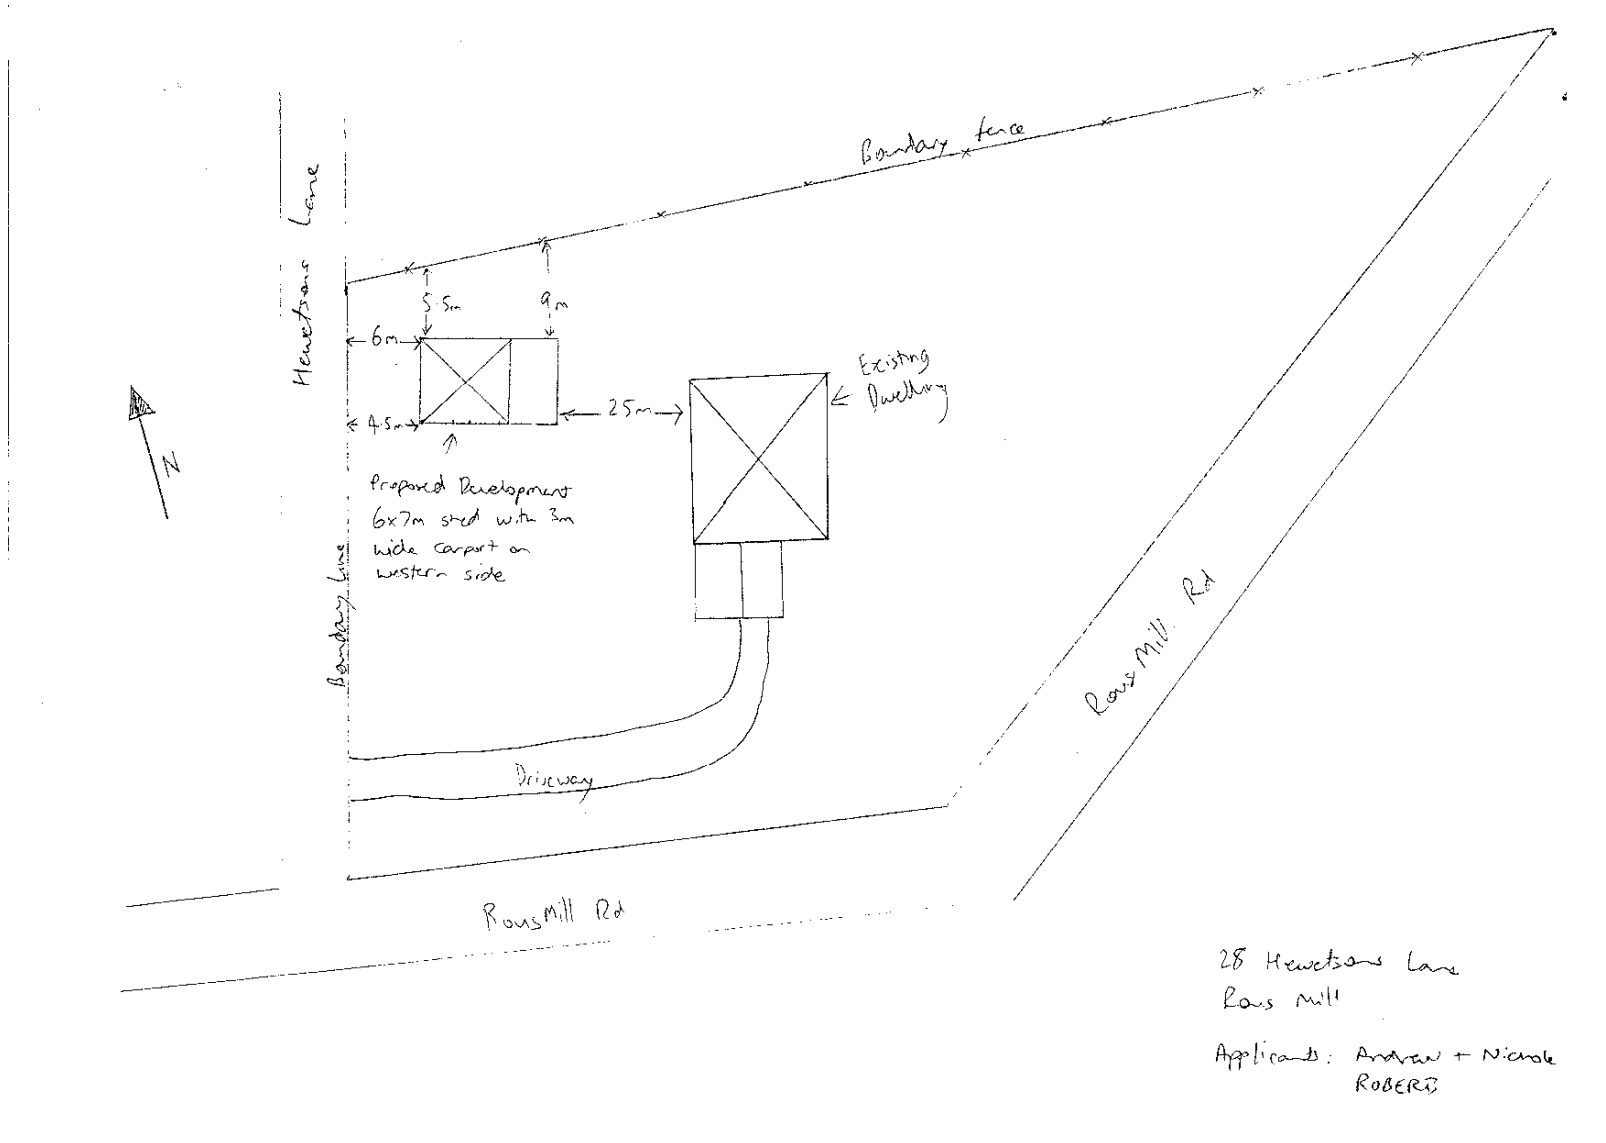 Boundary fence
Hewetsons Lane
5.5m
9m
6m
4.5m
25m
Existing
Dwelling
N
Proposed Development
6x7m shed with 3m
wide carport on
western side
Boundary Line
Rous Mill Rd
Driveway
Rous Mill Rd
28 Hewetsons Lane
Rous Mill
Applicants: Andrew + Nichole
ROBERTS